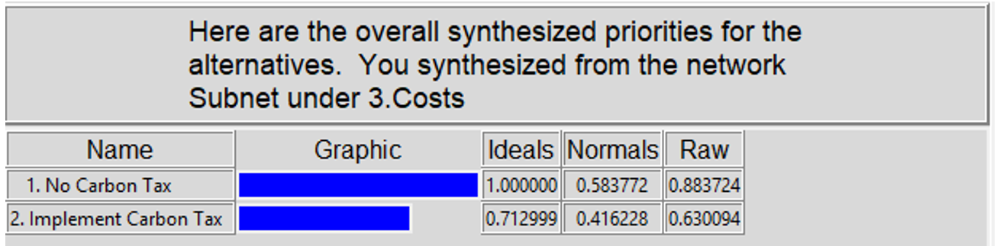 Here are the overall synthesized priorities for the
alternatives.  You synthesized from the network
Subnet under 3.Costs
Name Graphic Ideals Normals Raw
1. No Carbon Tax 1.000000 0.583772 0.883724
2. Implement Carbon Tax 0.712999 0.416228 0.630094